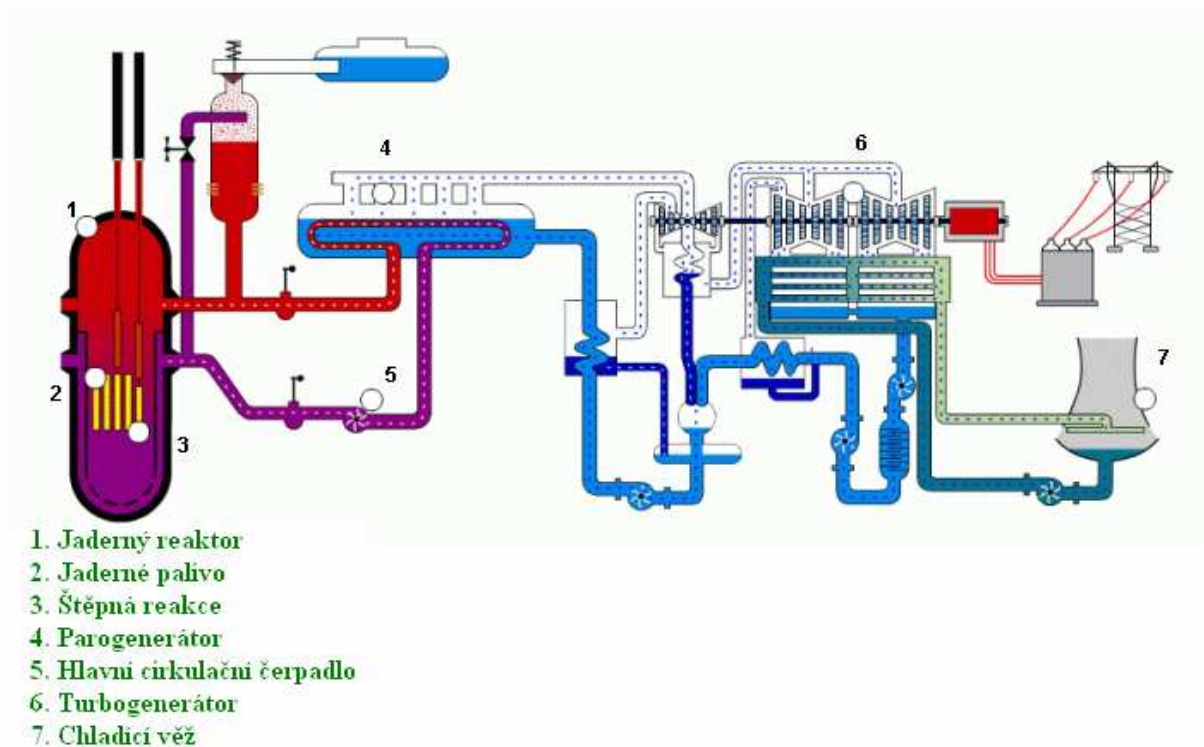 4
6
1
7
5
2
3
1. Jaderný reaktor
2. Jaderné palivo
3. Štěpná reakce
4. Parogenerátor
5. Hlavní cirkulační čerpadlo
6. Turbogenerátor
7. Chladící věž